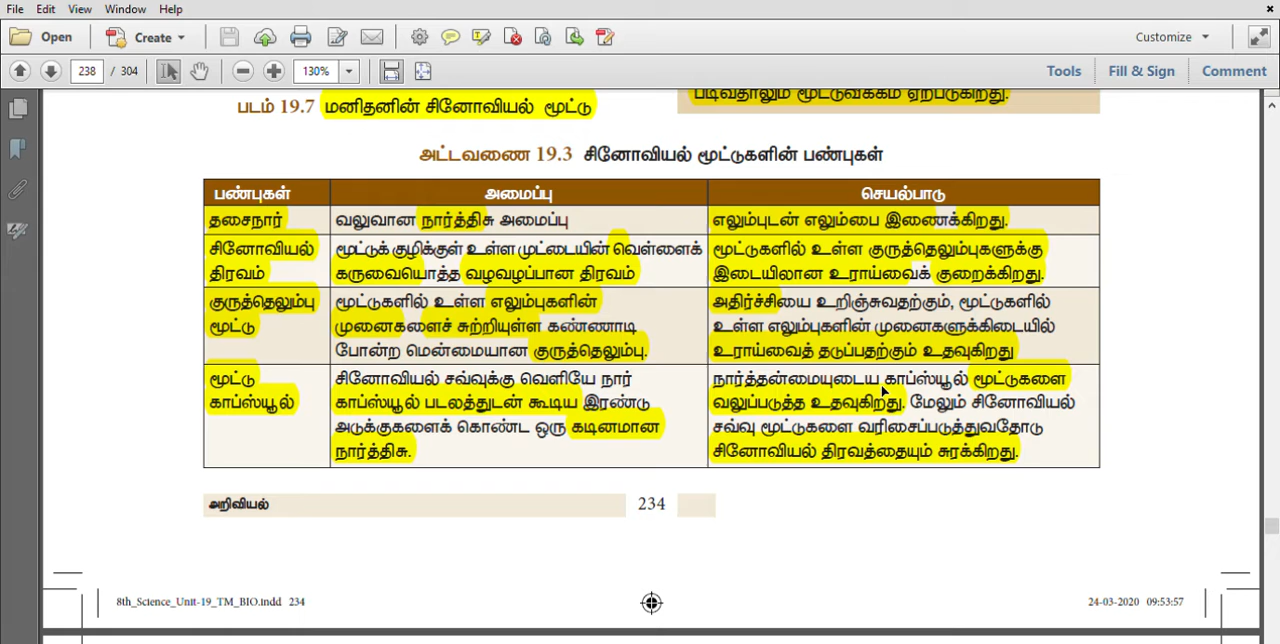 File Edit View Window Help
Open Create Customize
238 / 304 130% Tools Fill & Sign Comment
படம் 19.7 மனிதனின் சினோவியல் மூட்டு
படிவதாலும் மூட்டுவக்கம் ஏற்படுகிறது.
அட்டவணை 19.3 சினோவியல் மூட்டுகளின் பண்புகள்
பண்புகள் அமைப்பு செயல்பாடு
தசைநார் வலுவான நார்த்திசு அமைப்பு எலும்புடன் எலும்பை இணைக்கிறது.
சினோவியல் மூட்டுக் குழிக்குள் உள்ள முட்டையின் வெள்ளைக் மூட்டுகளில் உள்ள குருத்தெலும்புகளுக்கு
திரவம் கருவையொத்த வழவழப்பான திரவம் இடையிலான உராய்வைக் குறைக்கிறது.
குருத்தெலும்பு மூட்டுகளில் உள்ள எலும்புகளின் அதிர்ச்சியை உறிஞ்சுவதற்கும், மூட்டுகளில்
மூட்டு முனைகளைச் சுற்றியுள்ள கண்ணாடி உள்ள எலும்புகளின் முனைகளுக்கிடையில்
போன்ற மென்மையான குருத்தெலும்பு. உராய்வைத் தடுப்பதற்கும் உதவுகிறது
மூட்டு சினோவியல் சவ்வுக்கு வெளியே நார் நார்த்தன்மையுடைய காப்ஸ்யூல் மூட்டுகளை
காப்ஸ்யூல் காப்ஸ்யூல் படலத்துடன் கூடிய இரண்டு வலுப்படுத்த உதவுகிறது. மேலும் சினோவியல்
அடுக்குகளைக் கொண்ட ஒரு கடினமான சவ்வு மூட்டுகளை வரிசைப்படுத்துவதோடு
நார்த்திசு. சினோவியல் திரவத்தையும் சுரக்கிறது.
அறிவியல் 234
8th_Science_Unit-19_TM_BIO.indd 234 24-03-2020 09:53:57